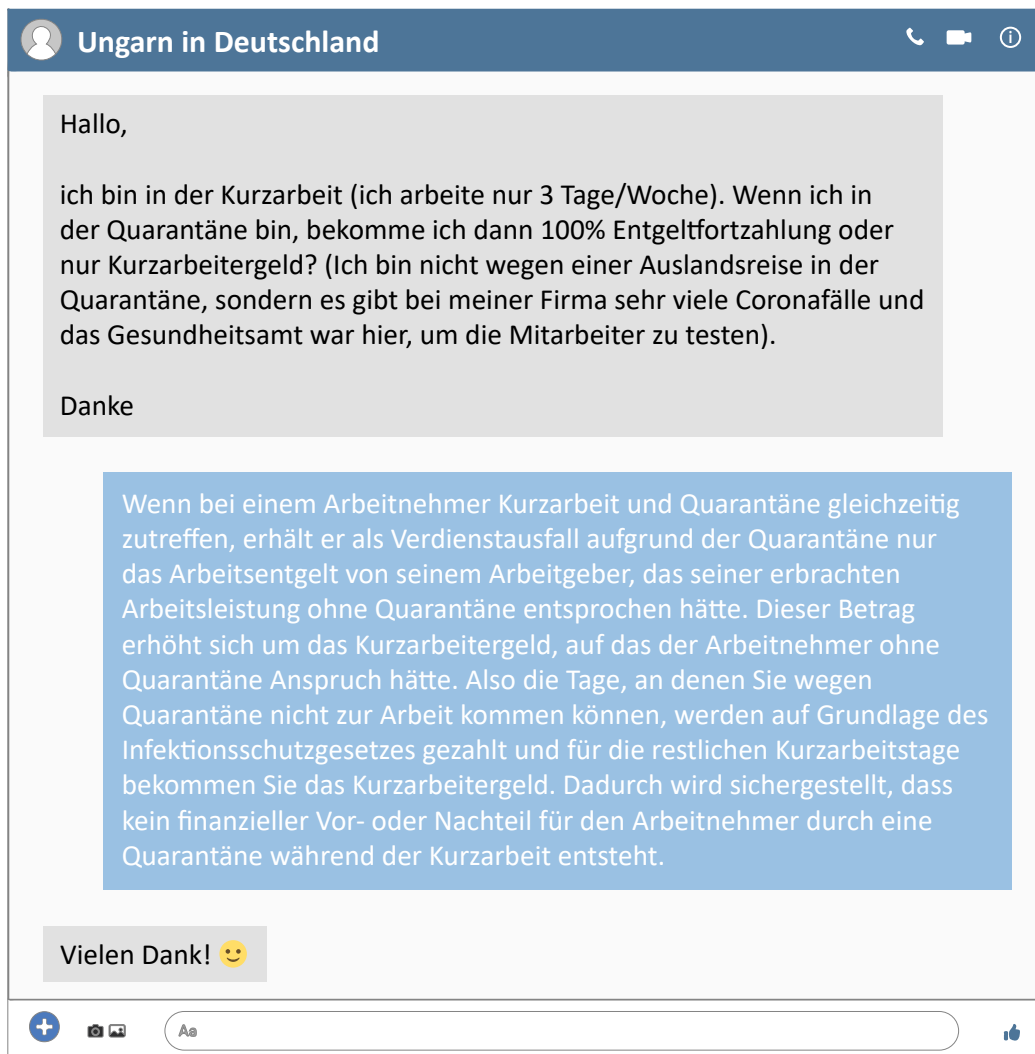 Ungarn in Deutschland
Hallo,
ich bin in der Kurzarbeit (ich arbeite nur 3 Tage/Woche). Wenn ich in
der Quarantäne bin, bekomme ich dann 100% Entgeltfortzahlung oder
nur Kurzarbeitergeld? (Ich bin nicht wegen einer Auslandsreise in der
Quarantäne, sondern es gibt bei meiner Firma sehr viele Coronafälle und
das Gesundheitsamt war hier, um die Mitarbeiter zu testen).
Danke
Wenn bei einem Arbeitnehmer Kurzarbeit und Quarantäne gleichzeitig
zutreffen, erhält er als Verdienstausfall aufgrund der Quarantäne nur
das Arbeitsentgelt von seinem Arbeitgeber, das seiner erbrachten
Arbeitsleistung ohne Quarantäne entsprochen hätte. Dieser Betrag
erhöht sich um das Kurzarbeitergeld, auf das der Arbeitnehmer ohne
Quarantäne Anspruch hätte. Also die Tage, an denen Sie wegen
Quarantäne nicht zur Arbeit kommen können, werden auf Grundlage des
Infektionsschutzgesetzes gezahlt und für die restlichen Kurzarbeitstage
bekommen Sie das Kurzarbeitergeld. Dadurch wird sichergestellt, dass
kein finanzieller Vor- oder Nachteil für den Arbeitnehmer durch eine
Quarantäne während der Kurzarbeit entsteht.
Vielen Dank! 🙂
Aa